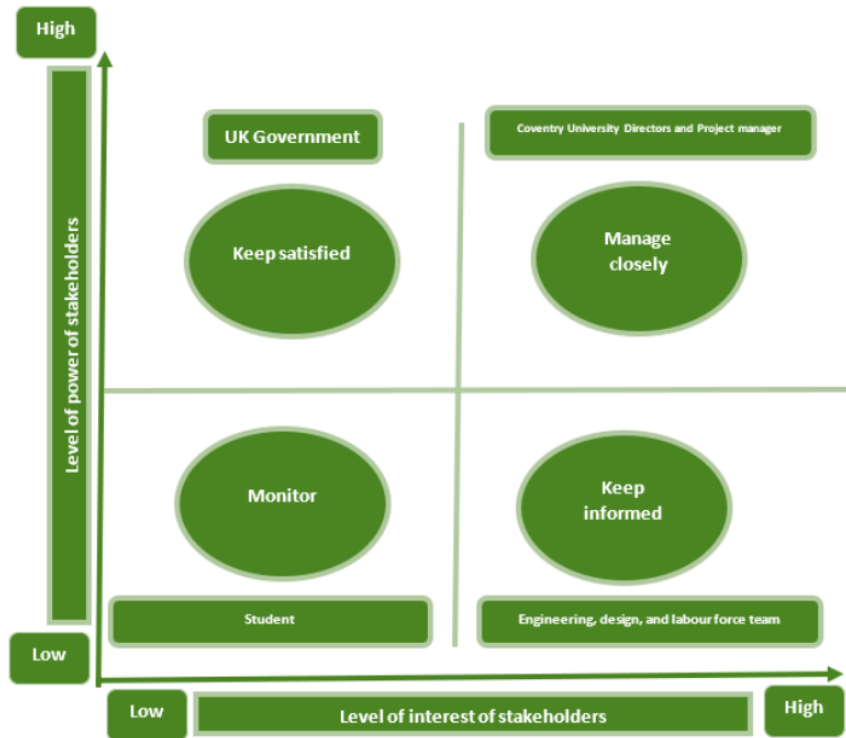 High
UK Government
Coventry University Directors and Project manager
Level of power of stakeholders
Keep satisfied
Manage
closely
Monitor
Keep
informed
Student
Engineering, design, and labour force team
Low
Low
Level of interest of stakeholders
High